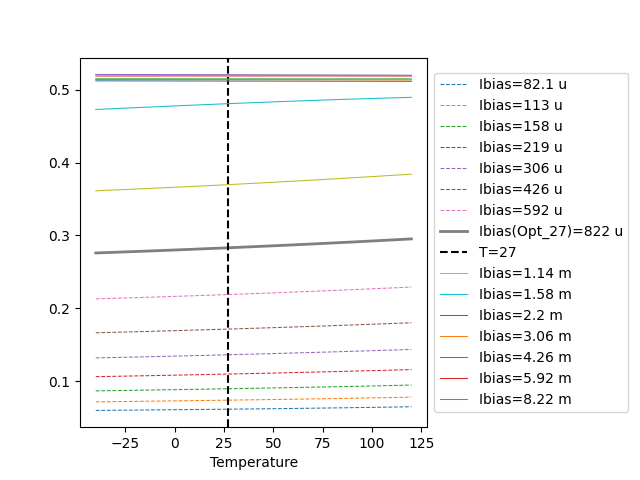 0.5
0.4
0.3
0.2
0.1
−25
0
25
50
75
100
125
Temperature
Ibias=82.1 u
Ibias=113 u
Ibias=158 u
Ibias=219 u
Ibias=306 u
Ibias=426 u
Ibias=592 u
Ibias(Opt_27)=822 u
T=27
Ibias=1.14 m
Ibias=1.58 m
Ibias=2.2 m
Ibias=3.06 m
Ibias=4.26 m
Ibias=5.92 m
Ibias=8.22 m